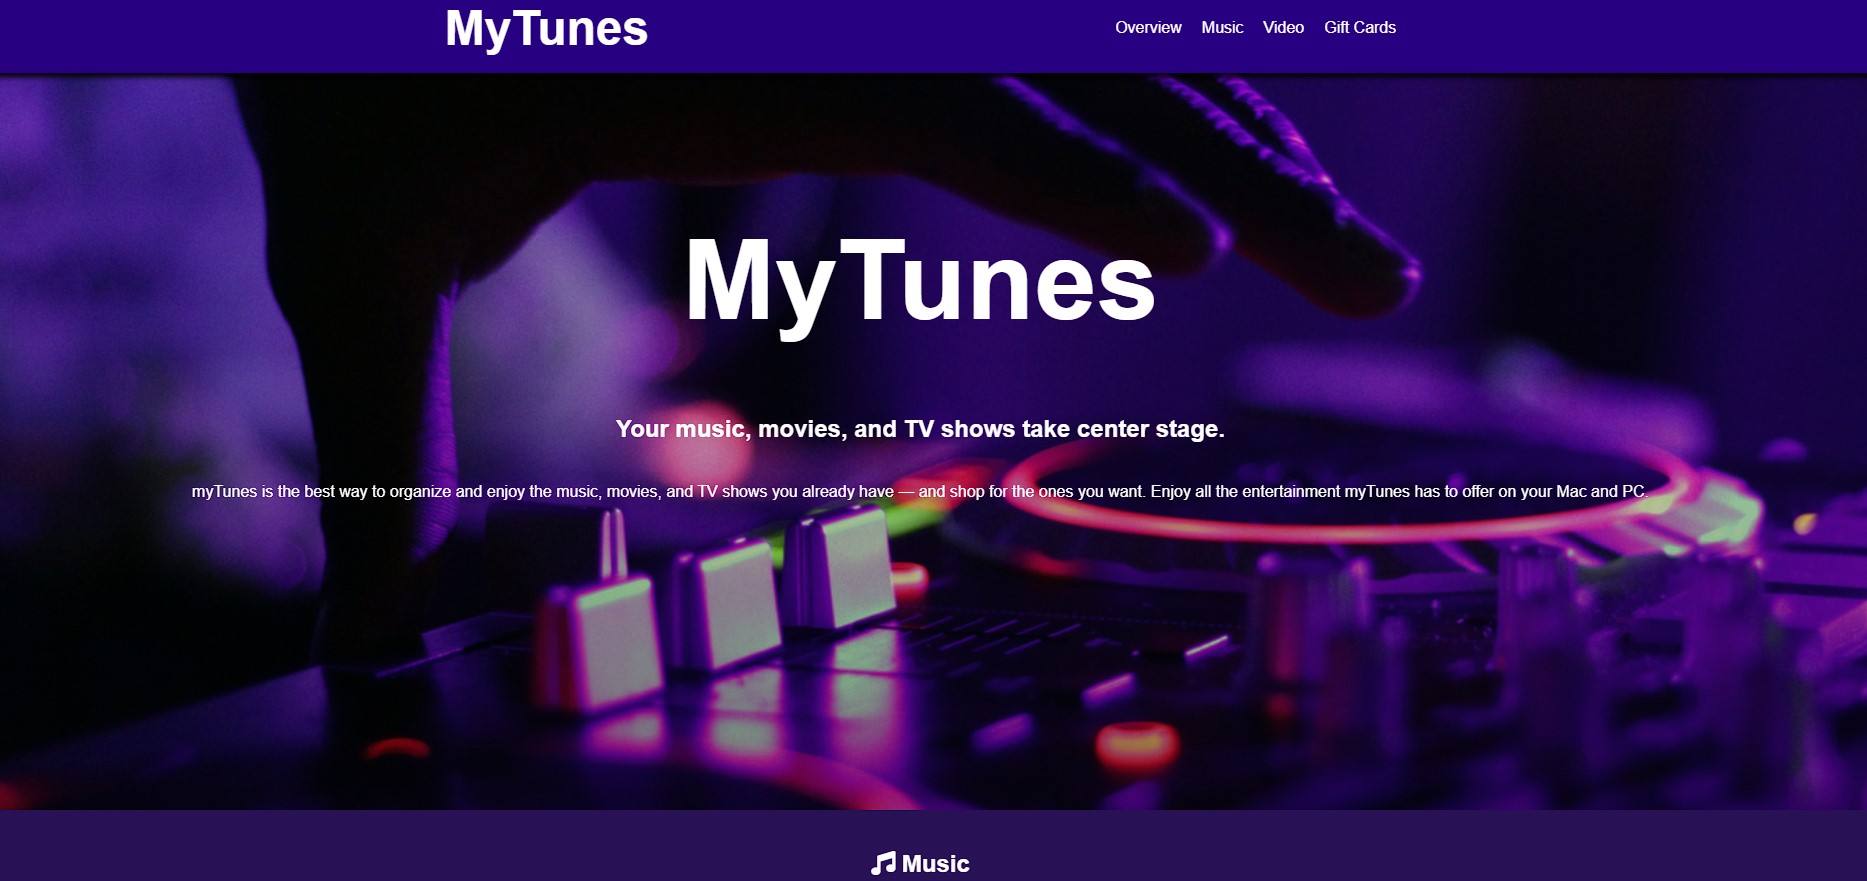 MyTunes
Overview Music Video Gift Cards
MyTunes
Your music, movies, and TV shows take center stage.
myTunes is the best way to organize and enjoy the music, movies, and TV shows you already have — and shop for the ones you want. Enjoy all the entertainment myTunes has to offer on your Mac and PC.
Music